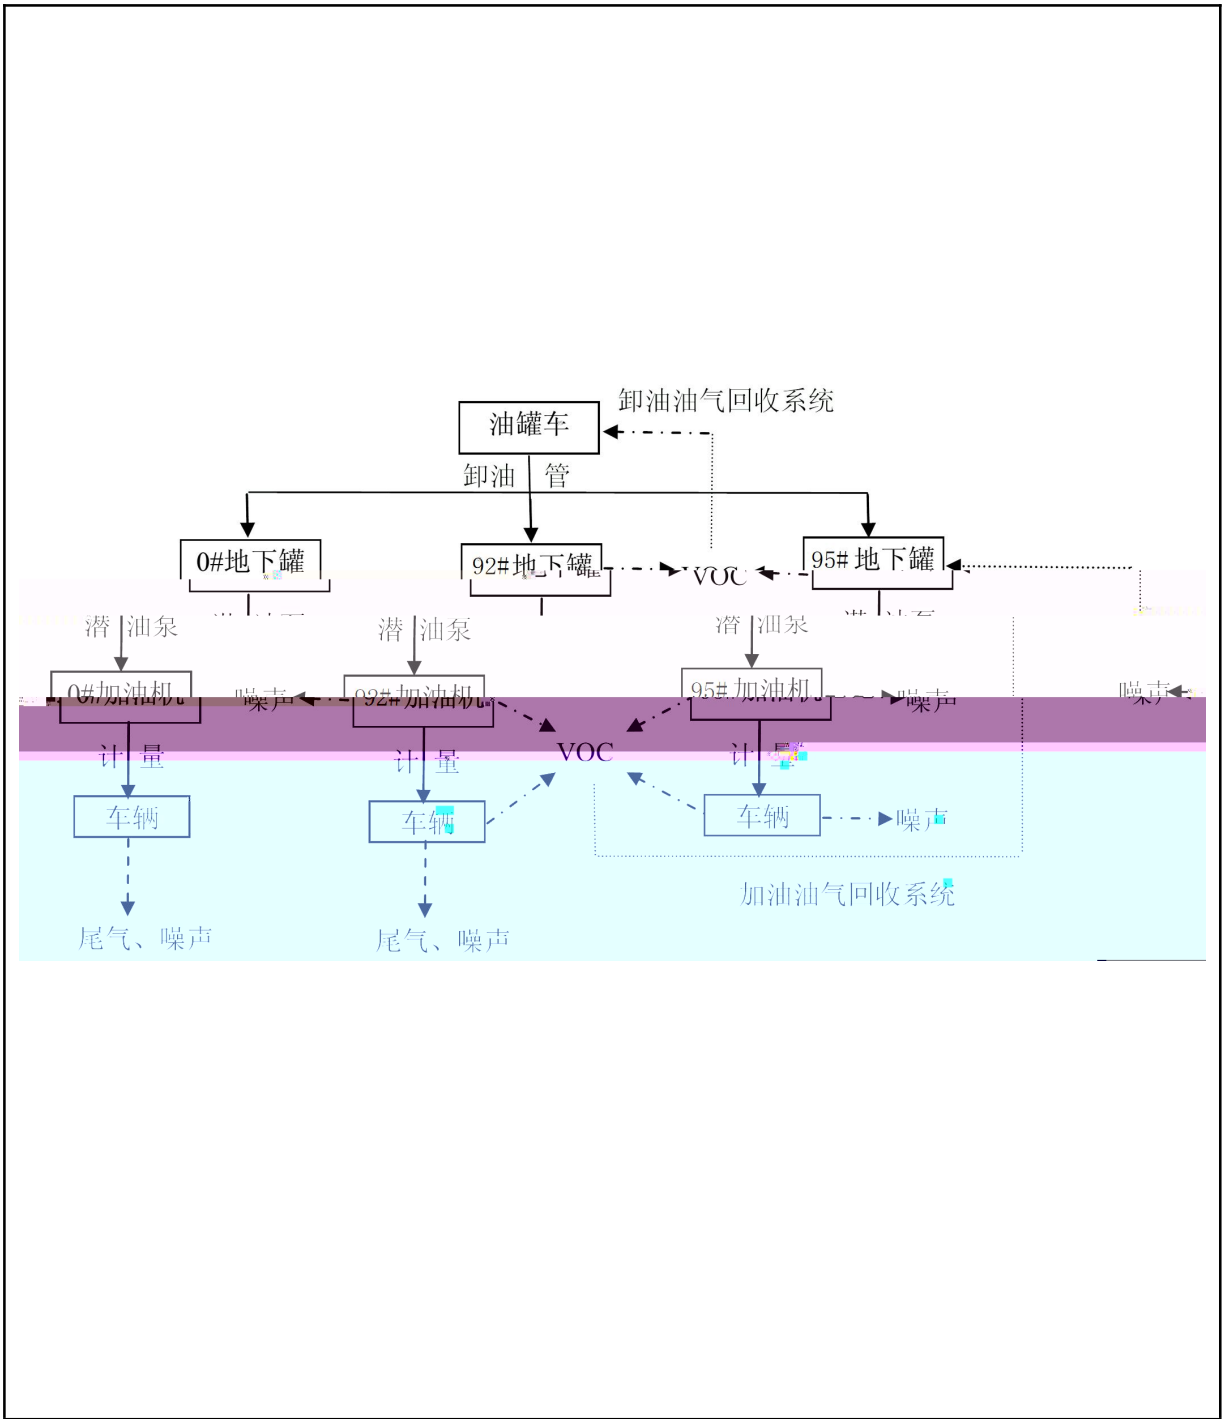 卸油油气回收系统
油罐车
卸油 管
0#地下罐
92#地下罐
VOC
95#地下罐
潜 油泵
潜 油泵
潜 油泵
0#加油机
噪声
92#加油机
95#加油机
噪声
噪声
计 量
计 量
VOC
计 量
车辆
车辆
车辆
噪声
加油油气回收系统
尾气、噪声
尾气、噪声